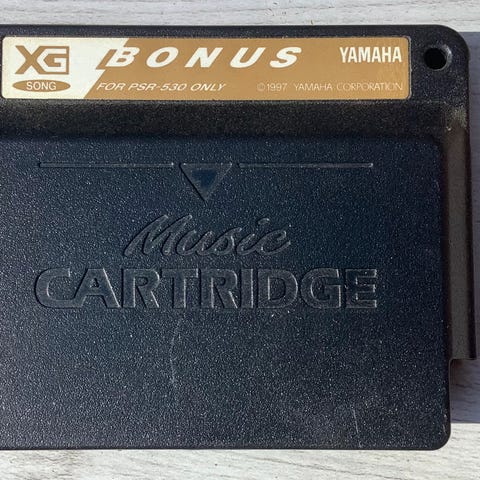 XG BONUS YAMAHA
SONG FOR PSR-530 ONLY ©1997 YAMAHA CORPORATION
Music
CARTRIDGE